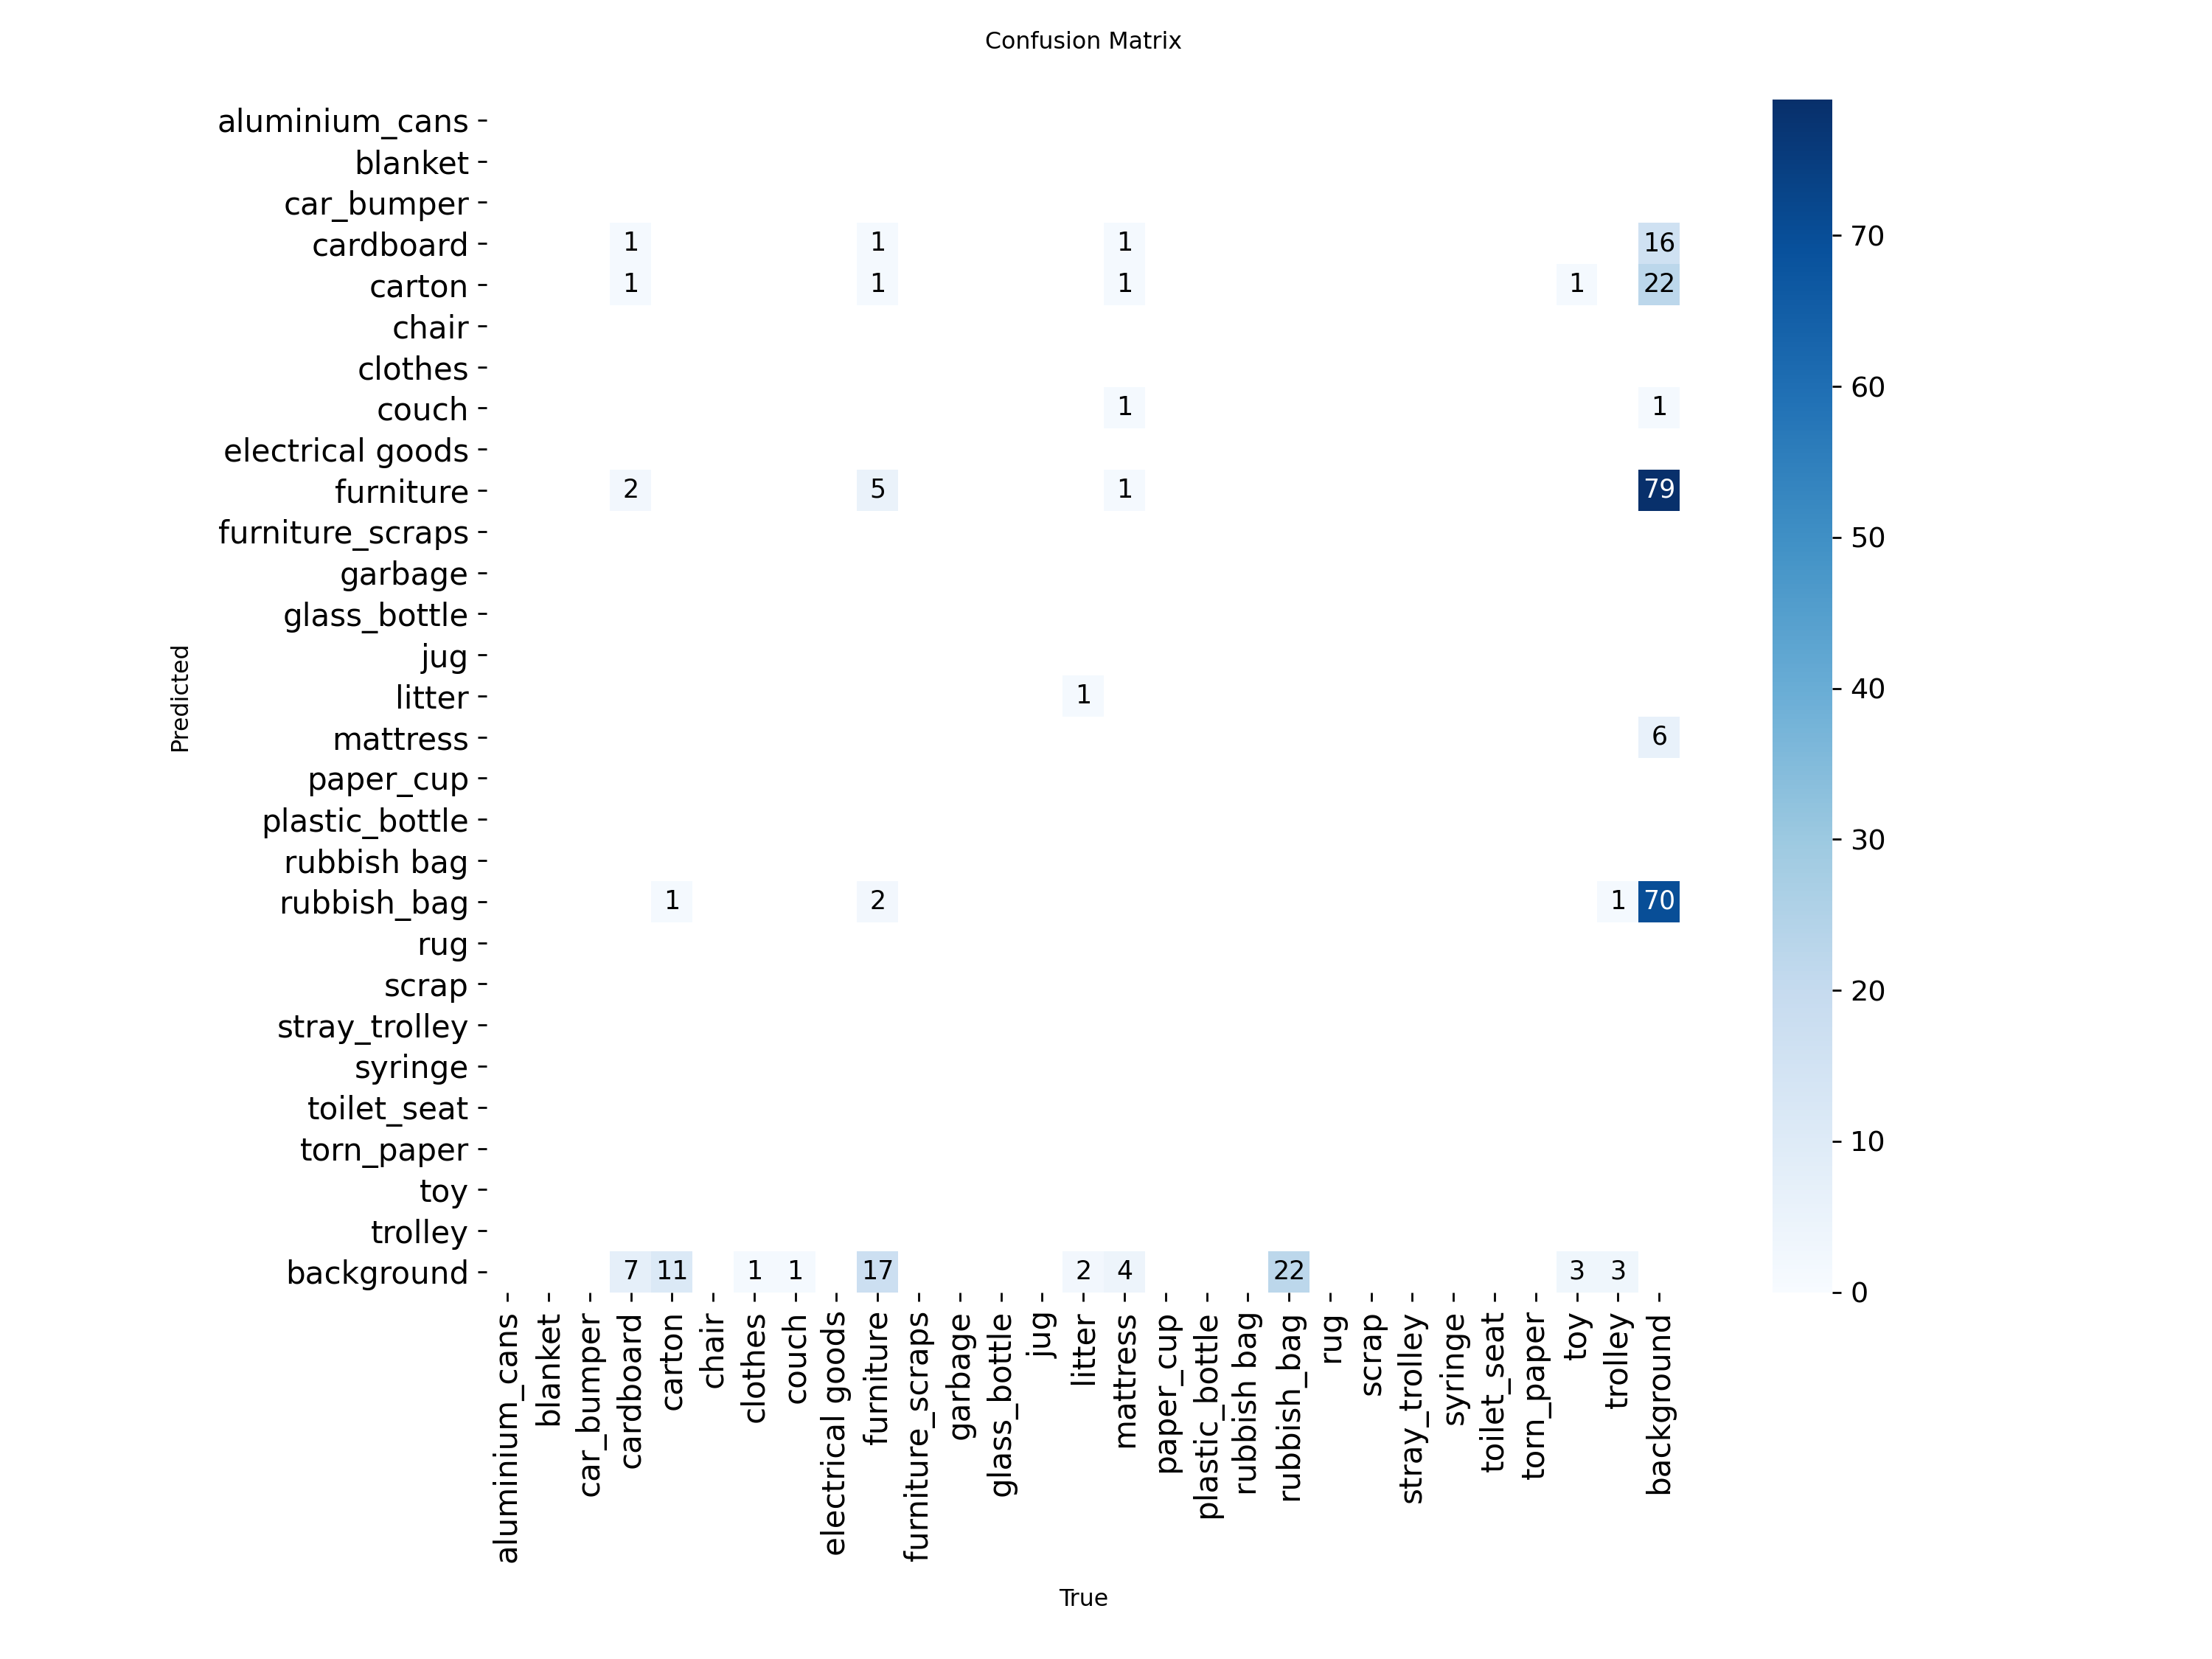 Confusion Matrix
aluminium_cans
blanket
car_bumper
cardboard 1 1 1 16
carton 1 1 1 1 22
chair
clothes
couch 1 1
electrical goods
furniture 2 5 1 79
furniture_scraps
garbage
glass_bottle
jug
litter 1
mattress 6
paper_cup
plastic_bottle
rubbish bag
rubbish_bag 1 2 1 70
rug
scrap
stray_trolley
syringe
toilet_seat
torn_paper
toy
trolley
background 7 11 1 1 17 2 4 22 3 3
Predicted
aluminium_cans
blanket
car_bumper
cardboard
carton
chair
clothes
couch
electrical goods
furniture
furniture_scraps
garbage
glass_bottle
jug
litter
mattress
paper_cup
plastic_bottle
rubbish bag
rubbish_bag
rug
scrap
stray_trolley
syringe
toilet_seat
torn_paper
toy
trolley
background
True
70
60
50
40
30
20
10
0